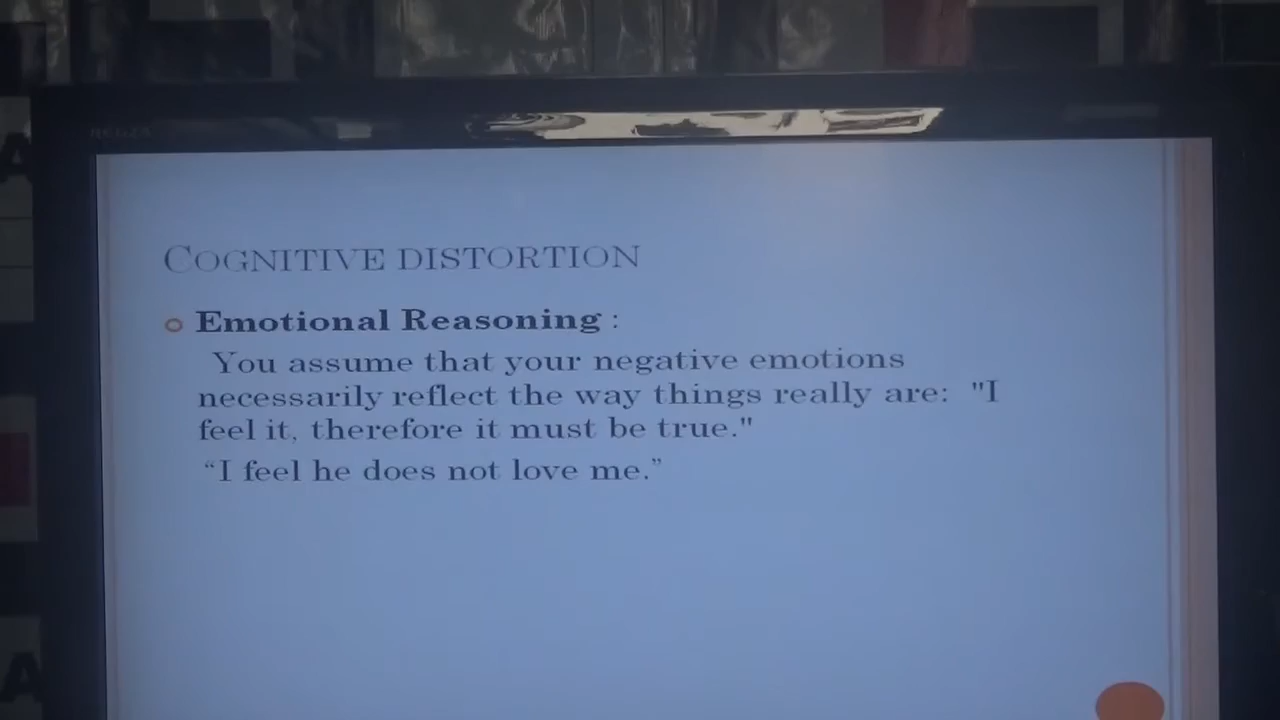 REGZA
COGNITIVE DISTORTION
Emotional Reasoning :
You assume that your negative emotions
necessarily reflect the way things really are: "I
feel it, therefore it must be true."
“I feel he does not love me.”